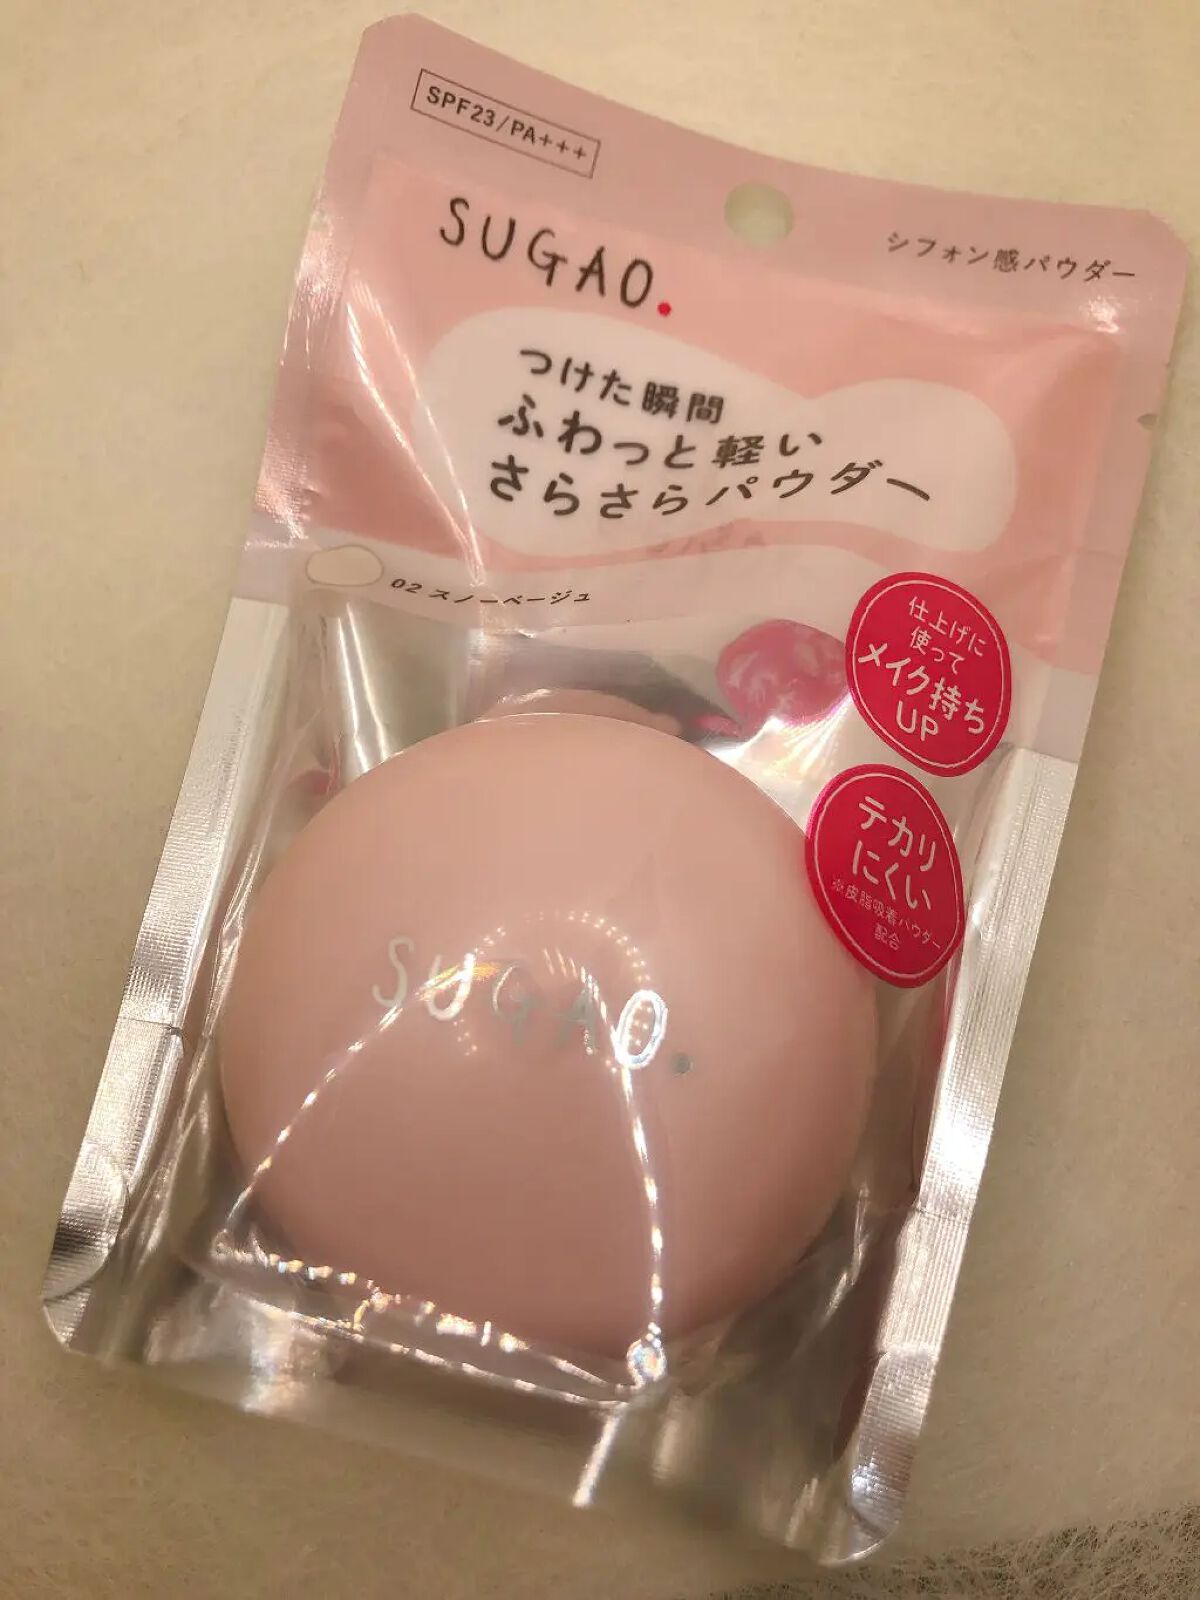 SPF23/PA+++
SUGAO.
シフォン感パウダー
つけた瞬間
ふわっと軽い
さらさらパウダー
02 スノーベージュ
仕上げに
使って
メイク持ち
UP
テカリ
にくい
※皮脂吸着パウダー
配合
SUGAO.